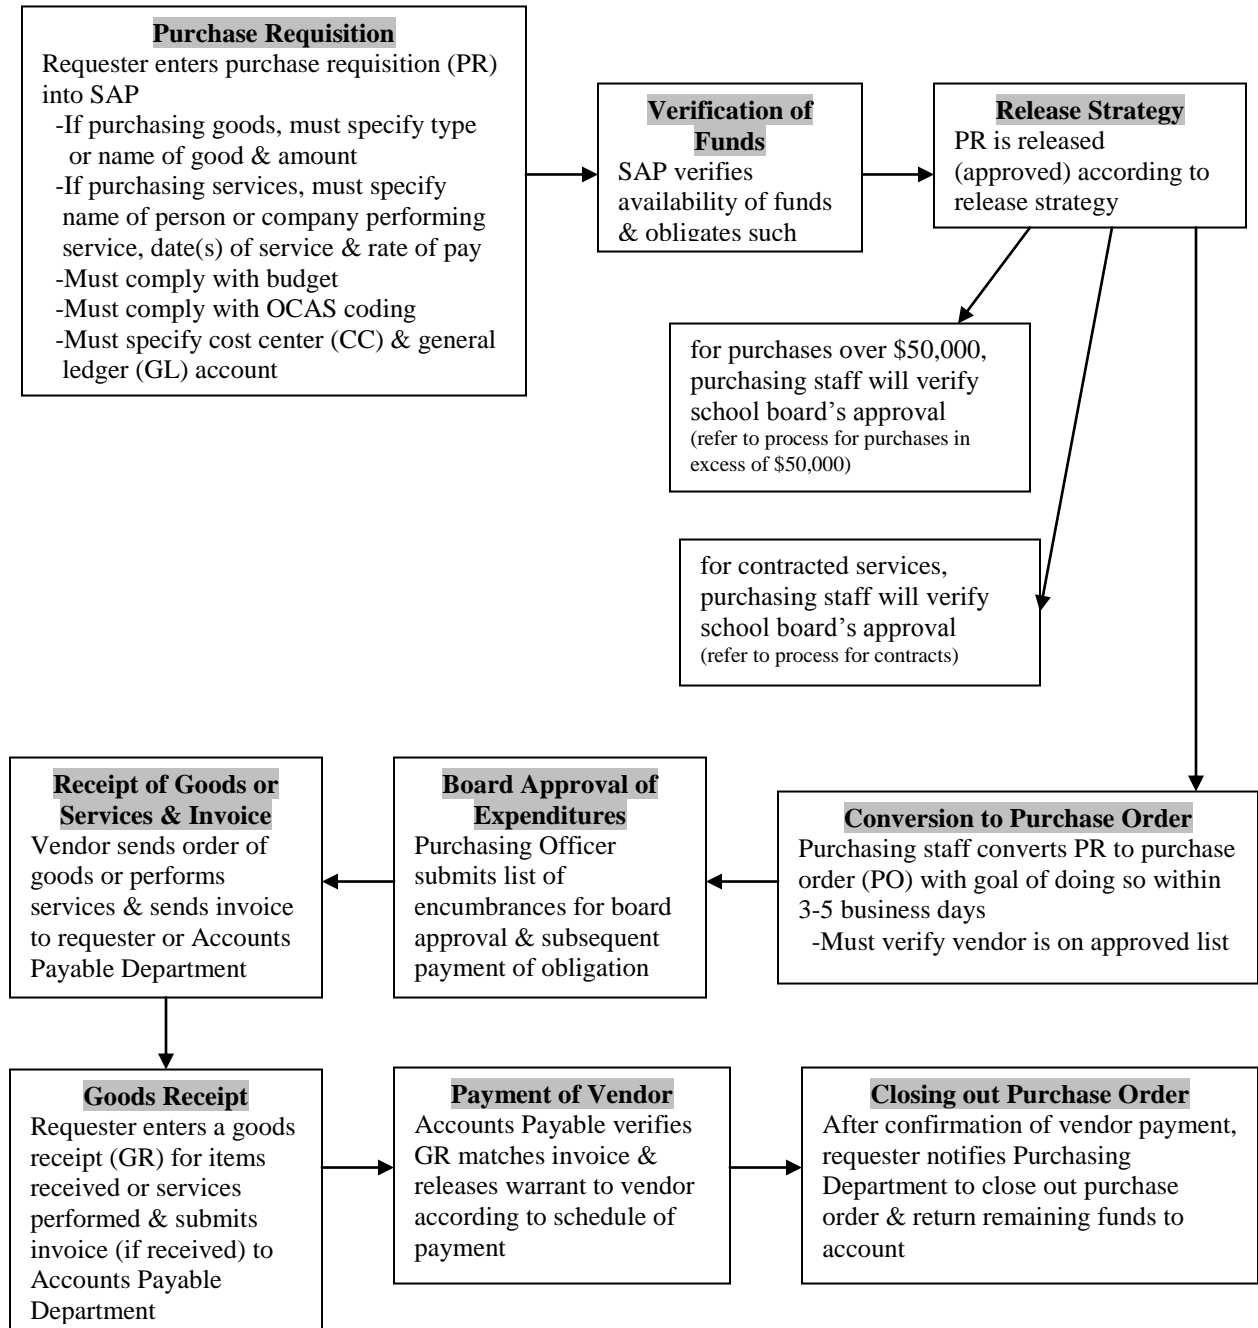 Purchase Requisition
Requester enters purchase requisition (PR)
into SAP
-If purchasing goods, must specify type
or name of good & amount
-If purchasing services, must specify
name of person or company performing
service, date(s) of service & rate of pay
-Must comply with budget
-Must comply with OCAS coding
-Must specify cost center (CC) & general
ledger (GL) account
Verification of
Funds
SAP verifies
availability of funds
& obligates such
Release Strategy
PR is released
(approved) according to
release strategy
for purchases over $50,000,
purchasing staff will verify
school board’s approval
(refer to process for purchases in
excess of $50,000)
for contracted services,
purchasing staff will verify
school board’s approval
(refer to process for contracts)
Conversion to Purchase Order
Purchasing staff converts PR to purchase
order (PO) with goal of doing so within
3-5 business days
-Must verify vendor is on approved list
Board Approval of
Expenditures
Purchasing Officer
submits list of
encumbrances for board
approval & subsequent
payment of obligation
Receipt of Goods or
Services & Invoice
Vendor sends order of
goods or performs
services & sends invoice
to requester or Accounts
Payable Department
Goods Receipt
Requester enters a goods
receipt (GR) for items
received or services
performed & submits
invoice (if received) to
Accounts Payable
Department
Payment of Vendor
Accounts Payable verifies
GR matches invoice &
releases warrant to vendor
according to schedule of
payment
Closing out Purchase Order
After confirmation of vendor payment,
requester notifies Purchasing
Department to close out purchase
order & return remaining funds to
account